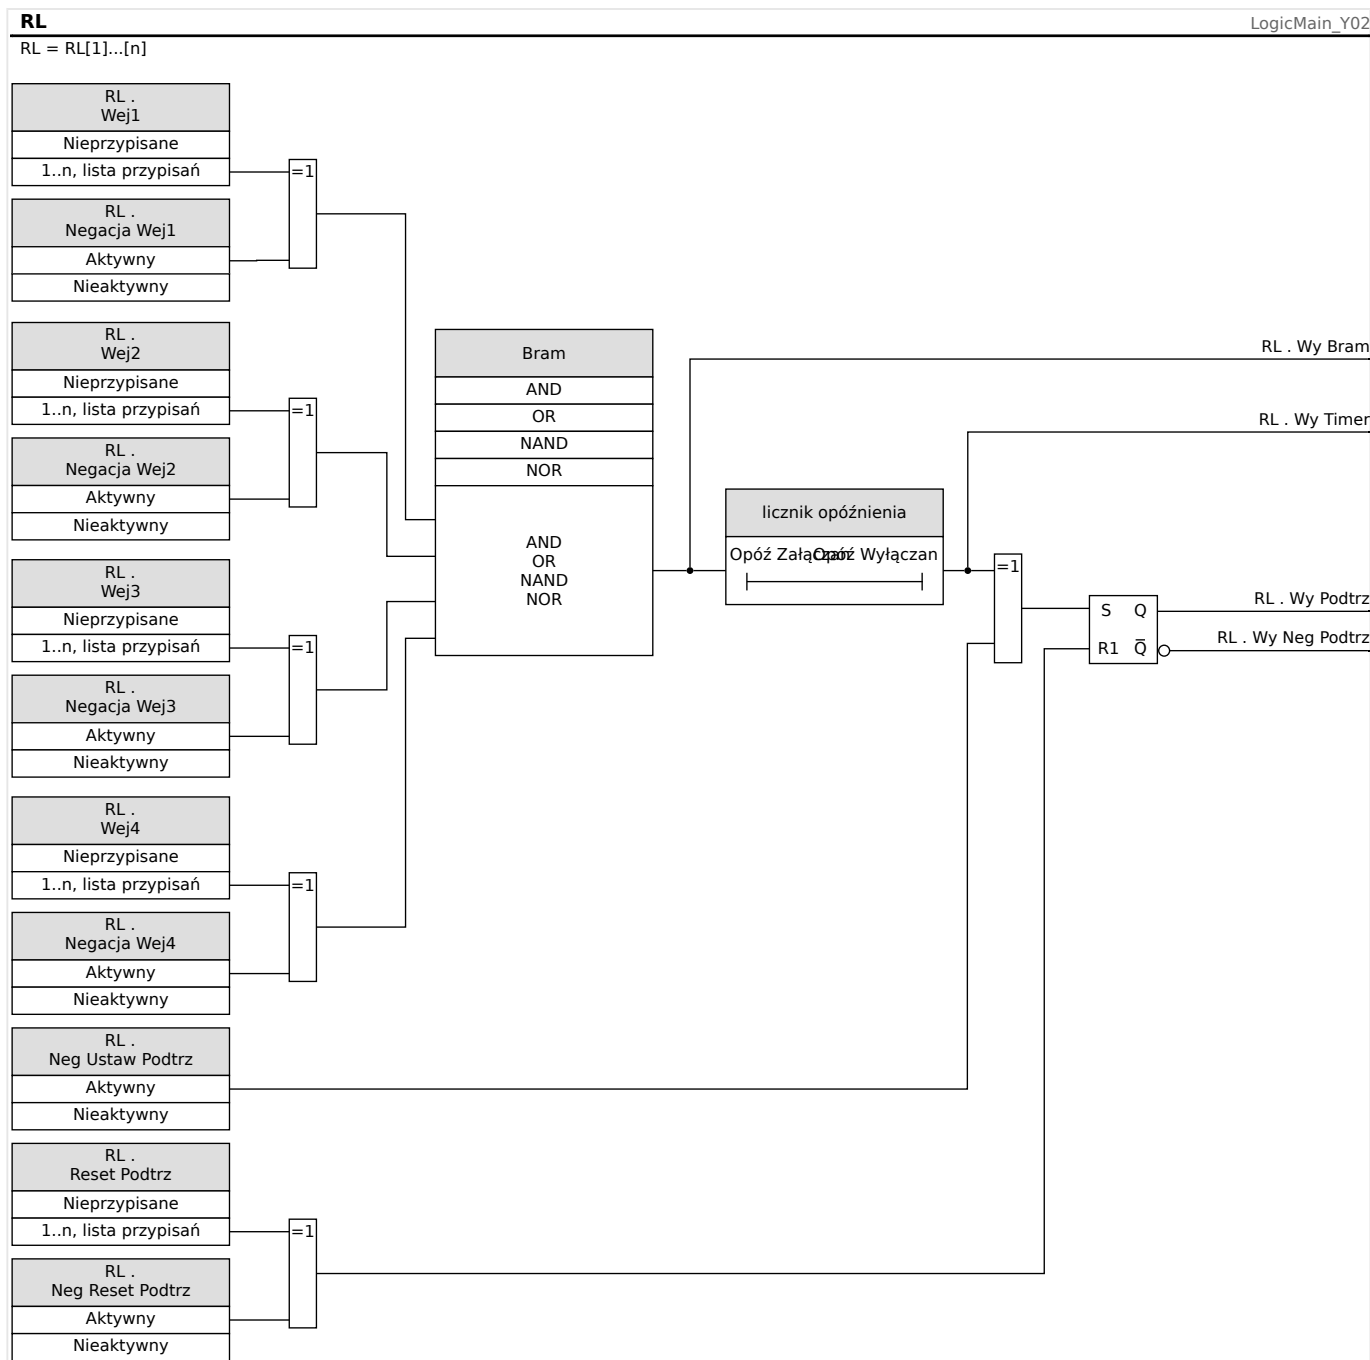 RL
LogicMain_Y02
RL = RL[1]...[n]
RL .
Wej1
Nieprzypisane
1..n, lista przypisań
=1
RL .
Negacja Wej1
Aktywny
Nieaktywny
RL .
Wej2
Nieprzypisane
1..n, lista przypisań
=1
RL .
Negacja Wej2
Aktywny
Nieaktywny
RL .
Wej3
Nieprzypisane
1..n, lista przypisań
=1
RL .
Negacja Wej3
Aktywny
Nieaktywny
RL .
Wej4
Nieprzypisane
1..n, lista przypisań
=1
RL .
Negacja Wej4
Aktywny
Nieaktywny
RL .
Neg Ustaw Podtrz
Aktywny
Nieaktywny
RL .
Reset Podtrz
Nieprzypisane
1..n, lista przypisań
=1
RL .
Neg Reset Podtrz
Aktywny
Nieaktywny
Bram
AND
OR
NAND
NOR
AND
OR
NAND
NOR
licznik opóźnienia
Opóź Załączan
Opóź Wyłączan
=1
S Q
R1 Q̅
RL . Wy Bram
RL . Wy Timer
RL . Wy Podtrz
RL . Wy Neg Podtrz